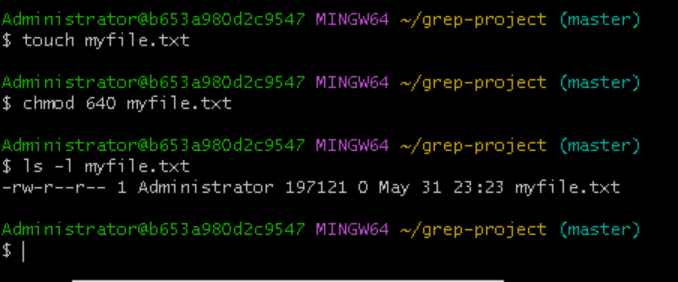 Administrator@b653a980d2c9547 MINGW64 ~/grep-project (master)
$ touch myfile.txt
Administrator@b653a980d2c9547 MINGW64 ~/grep-project (master)
$ chmod 640 myfile.txt
Administrator@b653a980d2c9547 MINGW64 ~/grep-project (master)
$ ls -l myfile.txt
-rw-r--r-- 1 Administrator 197121 0 May 31 23:23 myfile.txt
Administrator@b653a980d2c9547 MINGW64 ~/grep-project (master)
$